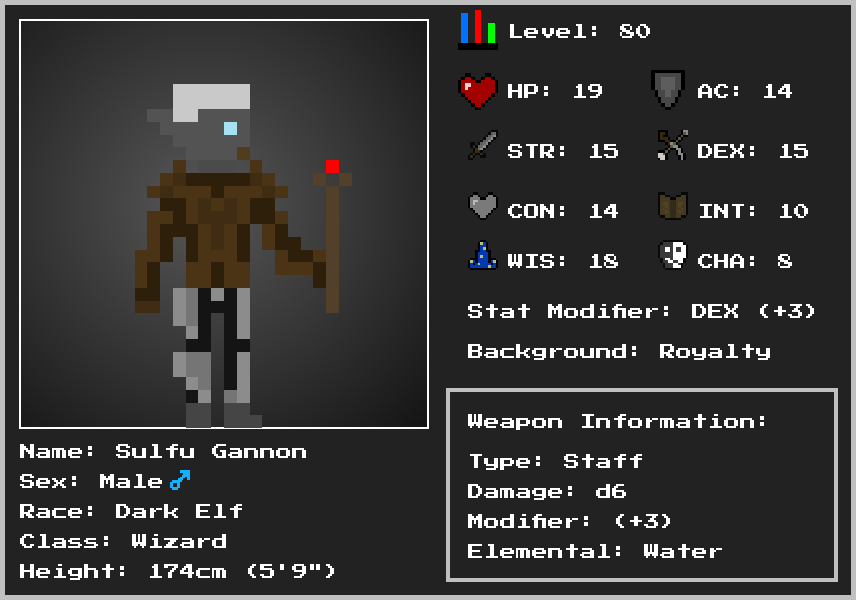 Level: 80
HP: 19 AC: 14
STR: 15 DEX: 15
CON: 14 INT: 10
WIS: 18 CHA: 8
Stat Modifier: DEX (+3)
Background: Royalty
Weapon Information:
Type: Staff
Damage: d6
Modifier: (+3)
Elemental: Water
Name: Sulfu Gannon
Sex: Male♂
Race: Dark Elf
Class: Wizard
Height: 174cm (5'9")